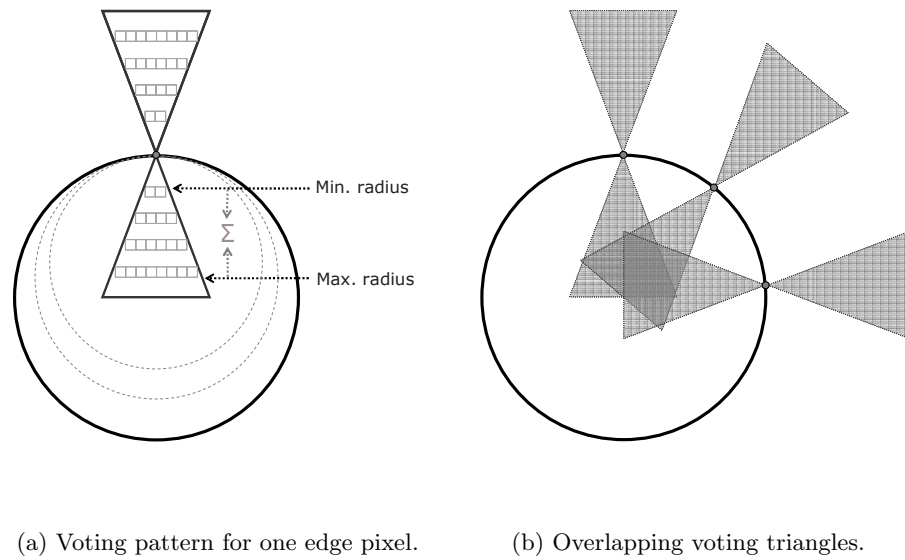 Min. radius
Σ
Max. radius
(a) Voting pattern for one edge pixel.
(b) Overlapping voting triangles.